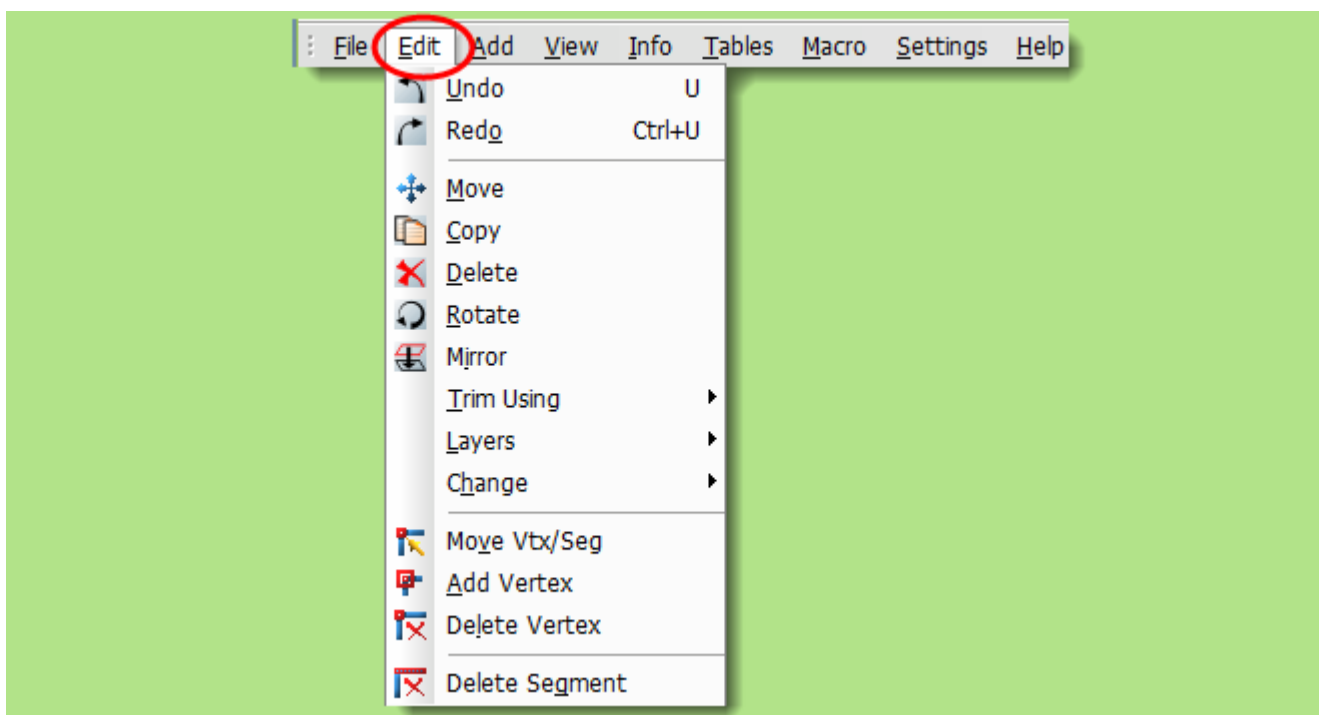 File Edit Add View Info Tables Macro Settings Help
Undo U
Redo Ctrl+U
Move
Copy
Delete
Rotate
Mirror
Trim Using
Layers
Change
Move Vtx/Seg
Add Vertex
Delete Vertex
Delete Segment